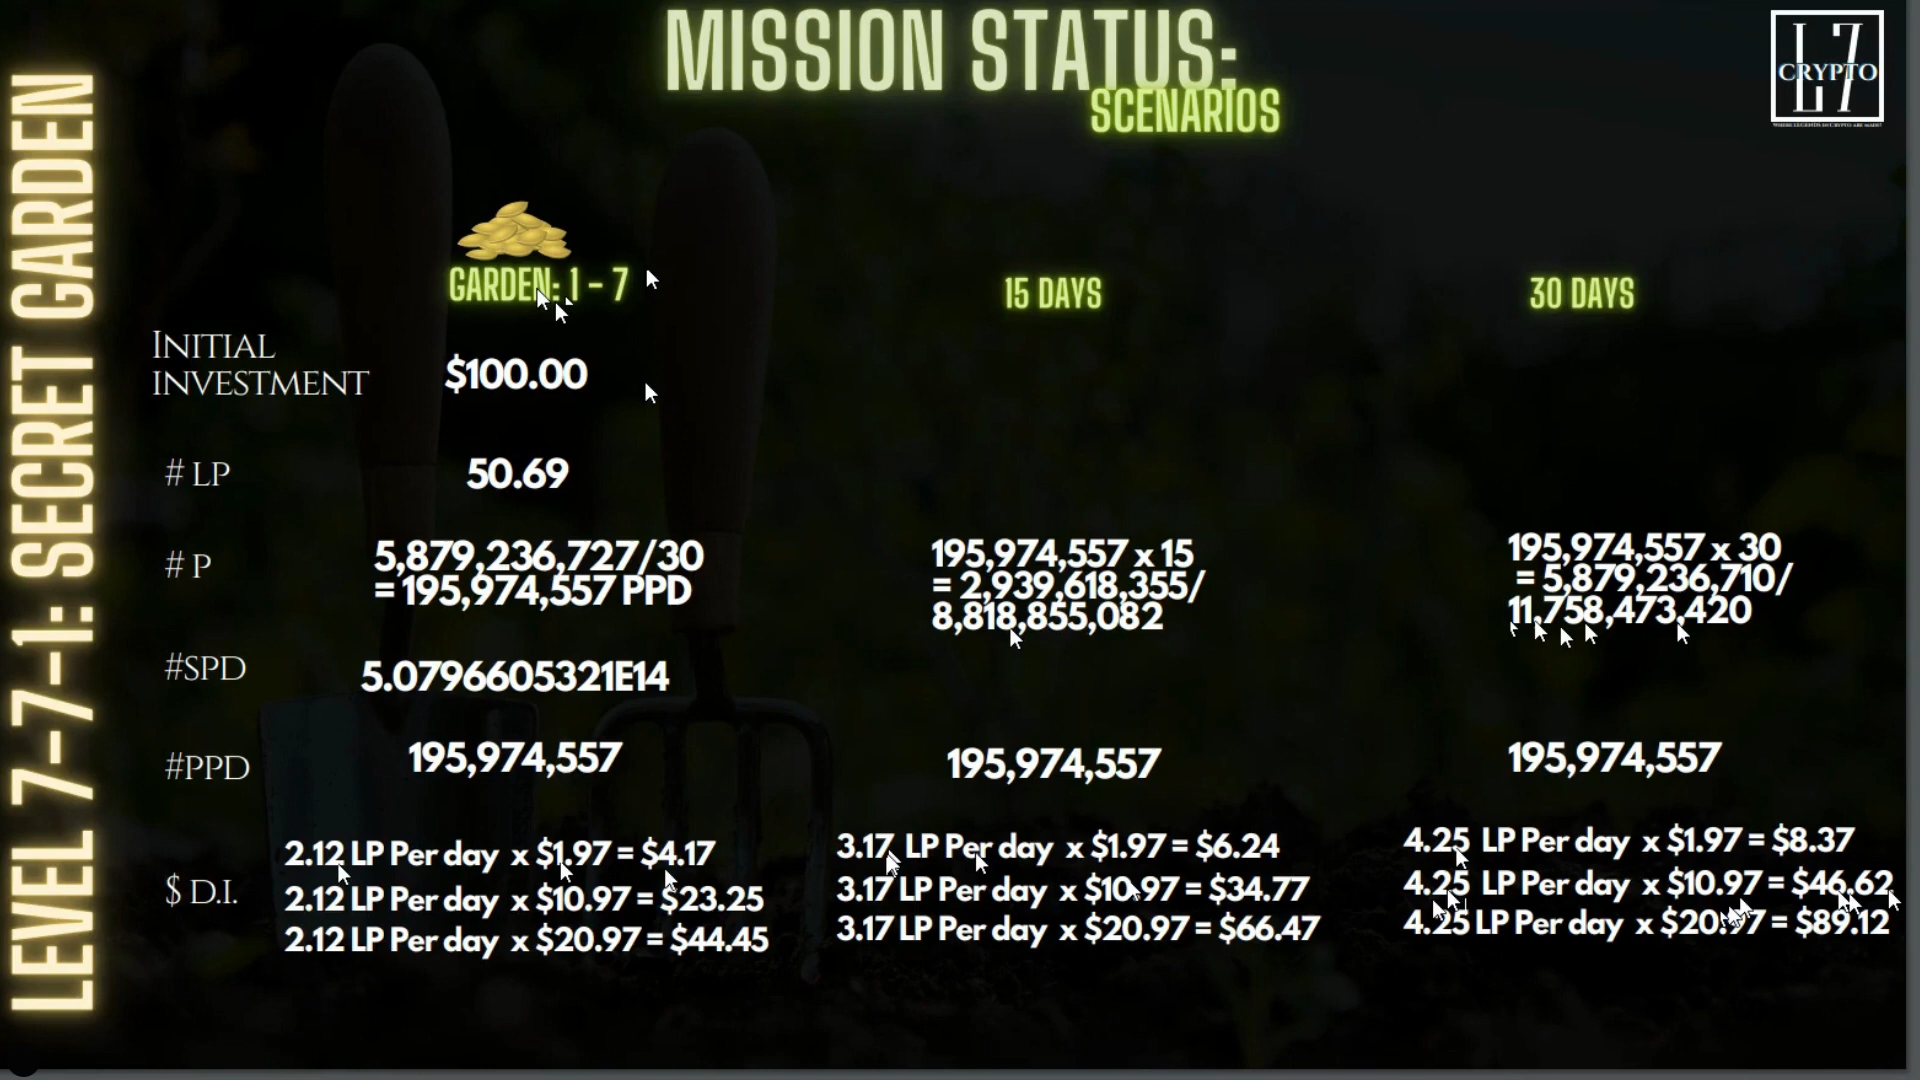 MISSION STATUS:
SCENARIOS
L7
CRYPTO
LEVEL 7-7-1: SECRET GARDEN
GARDEN: 1 - 7
15 DAYS
30 DAYS
INITIAL
INVESTMENT
$100.00
# LP
50.69
# P
5,879,236,727/30
= 195,974,557 PPD
195,974,557 x 15
= 2,939,618,355/
8,818,855,082
195,974,557 x 30
= 5,879,236,710/
11,758,473,420
#SPD
5.0796605321E14
#PPD
195,974,557
195,974,557
195,974,557
$ D.I.
2.12 LP Per day x $1.97 = $4.17
2.12 LP Per day x $10.97 = $23.25
2.12 LP Per day x $20.97 = $44.45
3.17 LP Per day x $1.97 = $6.24
3.17 LP Per day x $10.97 = $34.77
3.17 LP Per day x $20.97 = $66.47
4.25 LP Per day x $1.97 = $8.37
4.25 LP Per day x $10.97 = $46.62
4.25 LP Per day x $20.97 = $89.12